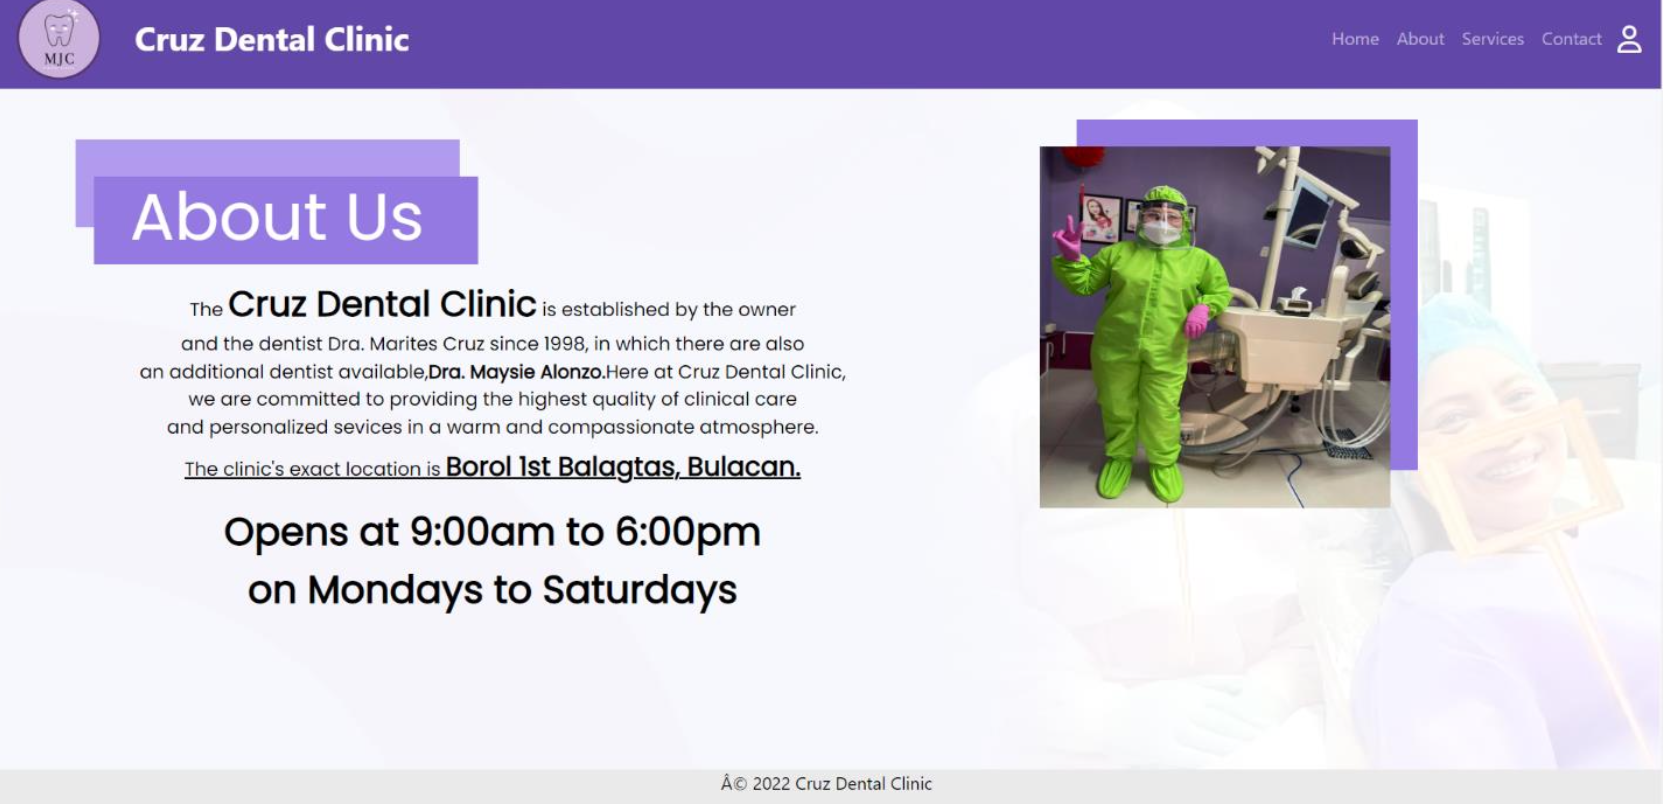 MJC
Cruz Dental Clinic
Home About Services Contact
About Us
The Cruz Dental Clinic is established by the owner
and the dentist Dra. Marites Cruz since 1998, in which there are also
an additional dentist available,Dra. Maysie Alonzo.Here at Cruz Dental Clinic,
we are committed to providing the highest quality of clinical care
and personalized sevices in a warm and compassionate atmosphere.
The clinic's exact location is Borol 1st Balagtas, Bulacan.
Opens at 9:00am to 6:00pm
on Mondays to Saturdays
Â© 2022 Cruz Dental Clinic